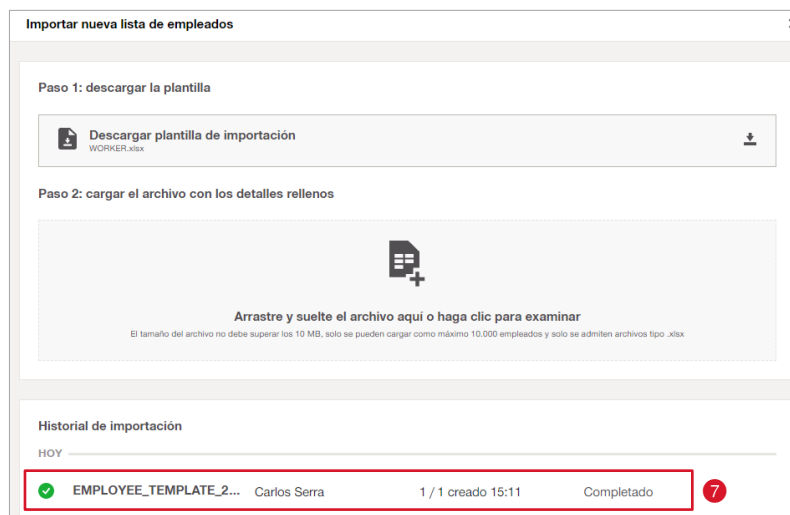 Importar nueva lista de empleados
Paso 1: descargar la plantilla
Descargar plantilla de importación
WORKER.xlsx
Paso 2: cargar el archivo con los detalles rellenos
Arrastre y suelte el archivo aquí o haga clic para examinar
El tamaño del archivo no debe superar los 10 MB, solo se pueden cargar como máximo 10.000 empleados y solo se admiten archivos tipo .xlsx
Historial de importación
HOY
EMPLOYEE_TEMPLATE_2... Carlos Serra 1 / 1 creado 15:11 Completado 7